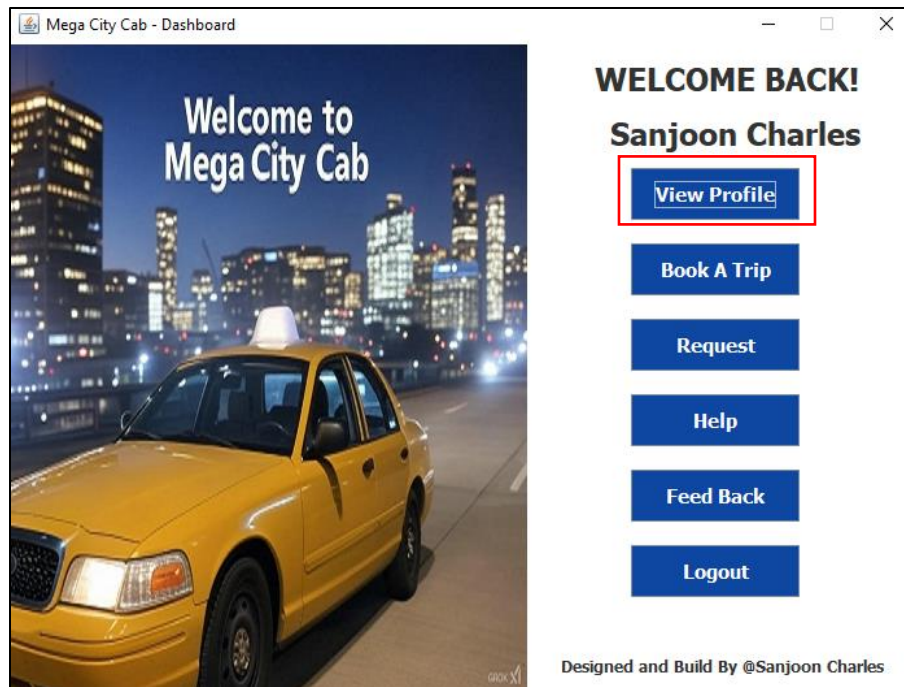 Mega City Cab - Dashboard
Welcome to
Mega City Cab
WELCOME BACK!
Sanjoon Charles
View Profile
Book A Trip
Request
Help
Feed Back
Logout
GROK
Designed and Build By @Sanjoon Charles